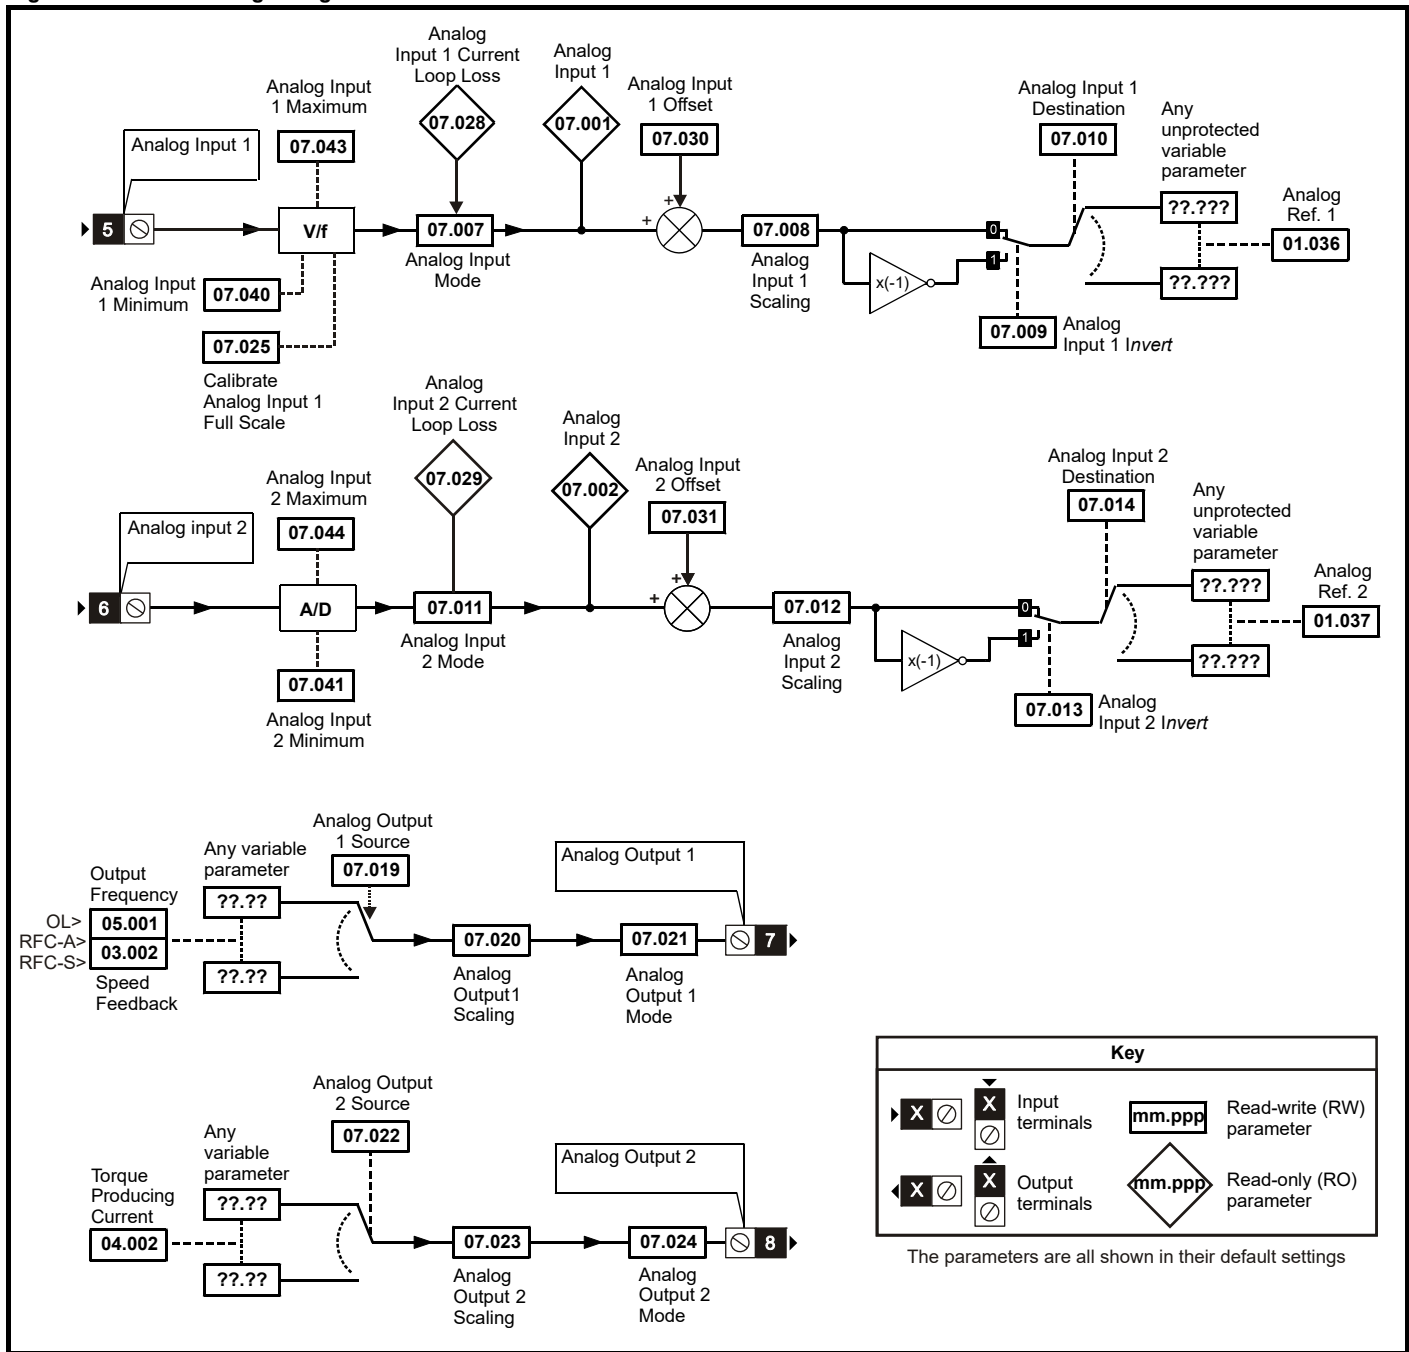 Analog
Input 1 Current
Loop Loss
Analog
Input 1
Analog Input
1 Maximum
Analog Input
1 Offset
Analog Input 1
Destination
Any
unprotected
variable
parameter
Analog
Ref. 1
07.028
07.001
07.043
07.030
07.010
Analog Input 1
5
V/f
07.007
+
+
07.008
0
1
??.???
01.036
??.???
Analog Input
Mode
Analog
Input 1
Scaling
x(-1)
Analog Input
1 Minimum
07.040
07.025
07.009
Analog
Input 1 Invert
Calibrate
Analog Input 1
Full Scale
Analog
Input 2 Current
Loop Loss
Analog
Input 2
Analog Input
2 Maximum
Analog Input
2 Offset
Analog Input 2
Destination
Any
unprotected
variable
parameter
Analog
Ref. 2
07.029
07.002
07.044
07.031
07.014
Analog input 2
6
A/D
07.011
+
+
07.012
0
1
??.???
01.037
??.???
Analog Input
2 Mode
Analog
Input 2
Scaling
x(-1)
07.041
Analog Input
2 Minimum
07.013
Analog
Input 2 Invert
Analog Output
1 Source
07.019
Any variable
parameter
Output
Frequency
OL>
RFC-A>
RFC-S>
05.001
03.002
Speed
Feedback
??.??
??.??
07.020
Analog
Output1
Scaling
07.021
Analog
Output 1
Mode
Analog Output 1
7
Analog Output
2 Source
07.022
Any
variable
parameter
Torque
Producing
Current
04.002
??.??
??.??
07.023
Analog
Output 2
Scaling
07.024
Analog
Output 2
Mode
Analog Output 2
8
Key
X
X
Input
terminals
mm.ppp
Read-write (RW)
parameter
X
X
Output
terminals
mm.ppp
Read-only (RO)
parameter
The parameters are all shown in their default settings